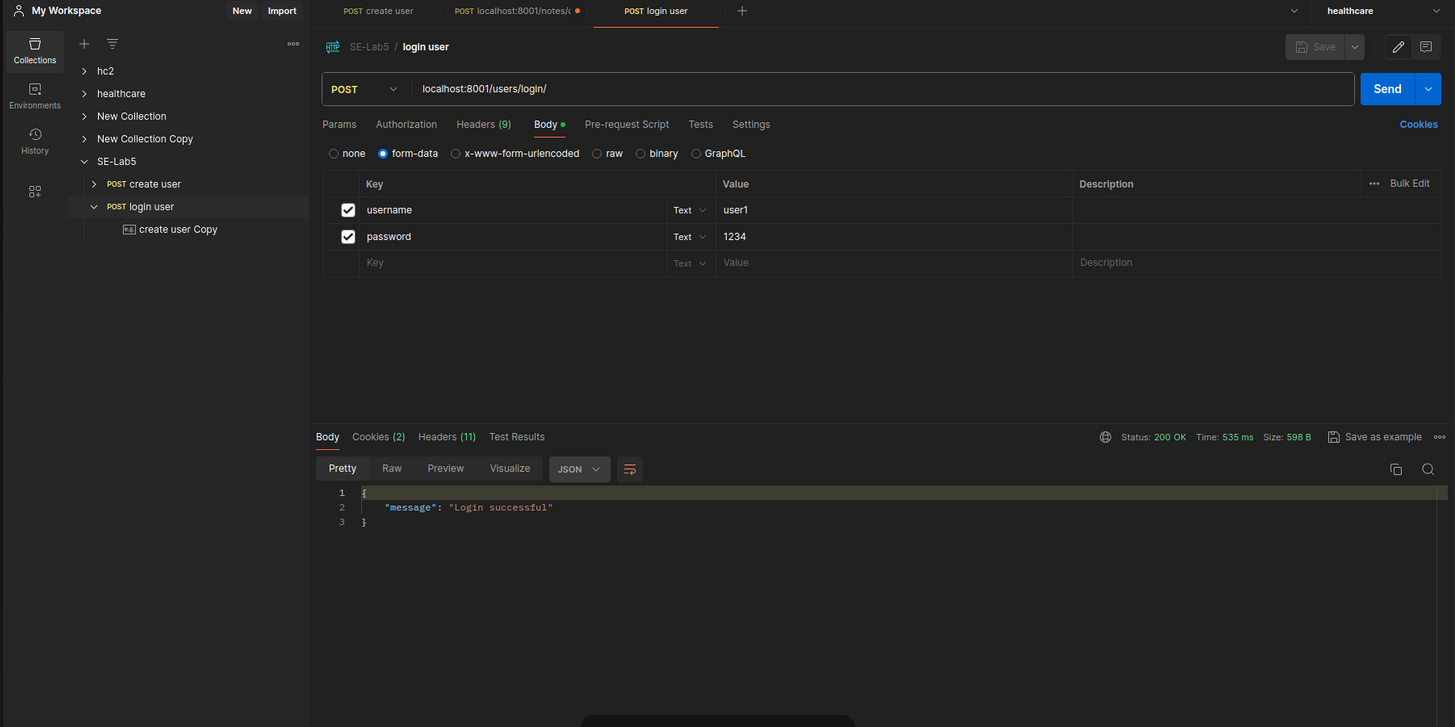 My Workspace New Import
POST create user POST localhost:8001/notes/c POST login user healthcare
Collections
Environments
History
hc2
healthcare
New Collection
New Collection Copy
SE-Lab5
POST create user
POST login user
e.g. create user Copy
HTTP SE-Lab5 / login user Save
POST localhost:8001/users/login/ Send
Params Authorization Headers (9) Body Pre-request Script Tests Settings Cookies
none form-data x-www-form-urlencoded raw binary GraphQL
Key Value Description Bulk Edit
username Text user1
password Text 1234
Key Text Value Description
Body Cookies (2) Headers (11) Test Results Status: 200 OK Time: 535 ms Size: 598 B Save as example
Pretty Raw Preview Visualize JSON
1 {
2 "message": "Login successful"
3 }